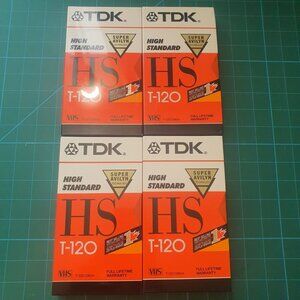 TDK
HIGH
STANDARD
SUPER
AVILYN
HS
T-120
VHS
FULL LIFETIME
WARRANTY
TDK
HIGH
STANDARD
SUPER
AVILYN
HS
T-120
VHS
FULL LIFETIME
WARRANTY
TDK
HIGH
STANDARD
SUPER
AVILYN
HS
T-120
VHS
FULL LIFETIME
WARRANTY
TDK
HIGH
STANDARD
SUPER
AVILYN
HS
T-120
VHS
FULL LIFETIME
WARRANTY